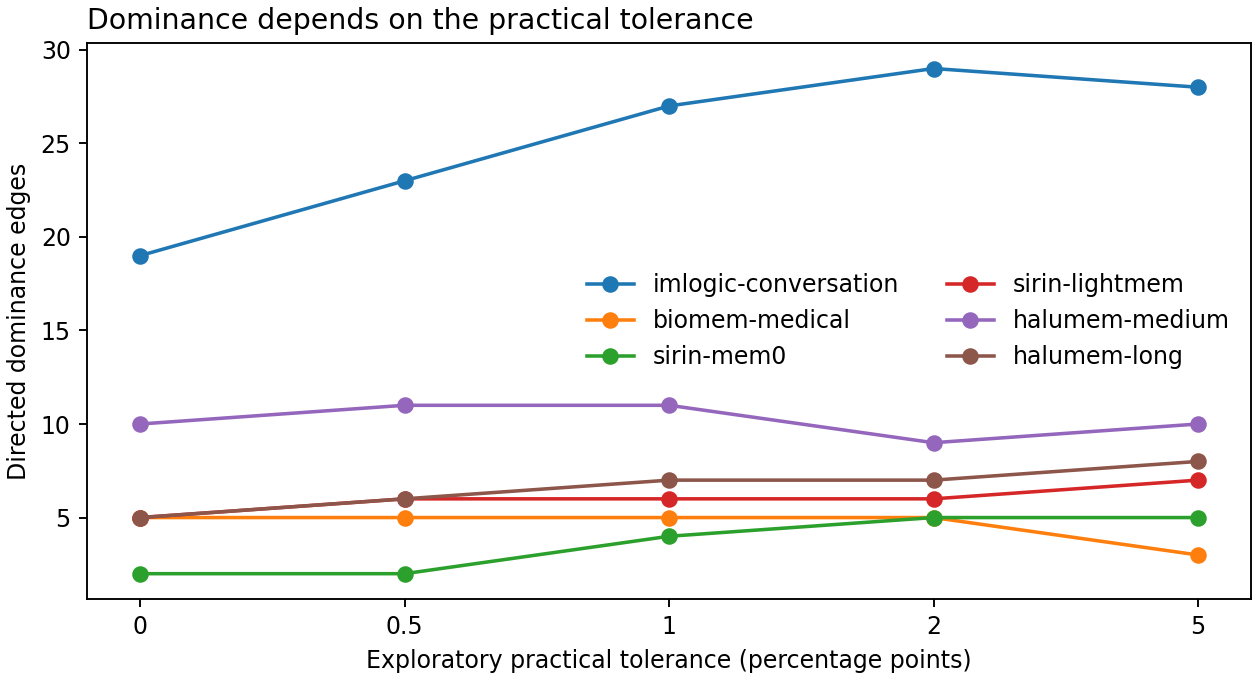 Dominance depends on the practical tolerance
Directed dominance edges
30
25
20
15
10
5
imlogic-conversation
biomem-medical
sirin-mem0
sirin-lightmem
halumem-medium
halumem-long
0 0.5 1 2 5
Exploratory practical tolerance (percentage points)